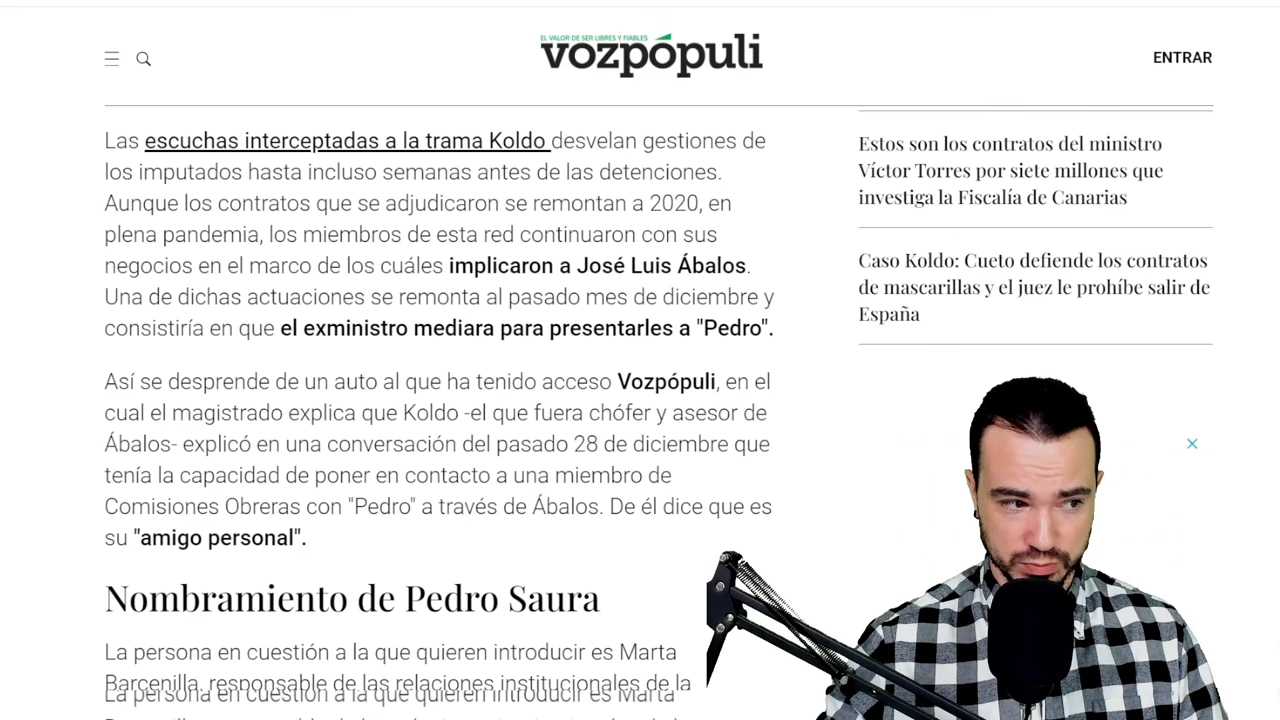 EL VALOR DE SER LIBRES Y FIABLES
vozpópuli
ENTRAR
Las escuchas interceptadas a la trama Koldo desvelan gestiones de
los imputados hasta incluso semanas antes de las detenciones.
Aunque los contratos que se adjudicaron se remontan a 2020, en
plena pandemia, los miembros de esta red continuaron con sus
negocios en el marco de los cuáles implicaron a José Luis Ábalos.
Una de dichas actuaciones se remonta al pasado mes de diciembre y
consistiría en que el exministro mediara para presentarles a "Pedro".
Así se desprende de un auto al que ha tenido acceso Vozpópuli, en el
cual el magistrado explica que Koldo -el que fuera chófer y asesor de
Ábalos- explicó en una conversación del pasado 28 de diciembre que
tenía la capacidad de poner en contacto a una miembro de
Comisiones Obreras con "Pedro" a través de Ábalos. De él dice que es
su "amigo personal".
Nombramiento de Pedro Saura
La persona en cuestión a la que quieren introducir es Marta
Barcenilla, responsable de las relaciones institucionales de la
La persona en cuestión a la que quieren introducir es Marta
Estos son los contratos del ministro
Víctor Torres por siete millones que
investiga la Fiscalía de Canarias
Caso Koldo: Cueto defiende los contratos
de mascarillas y el juez le prohíbe salir de
España